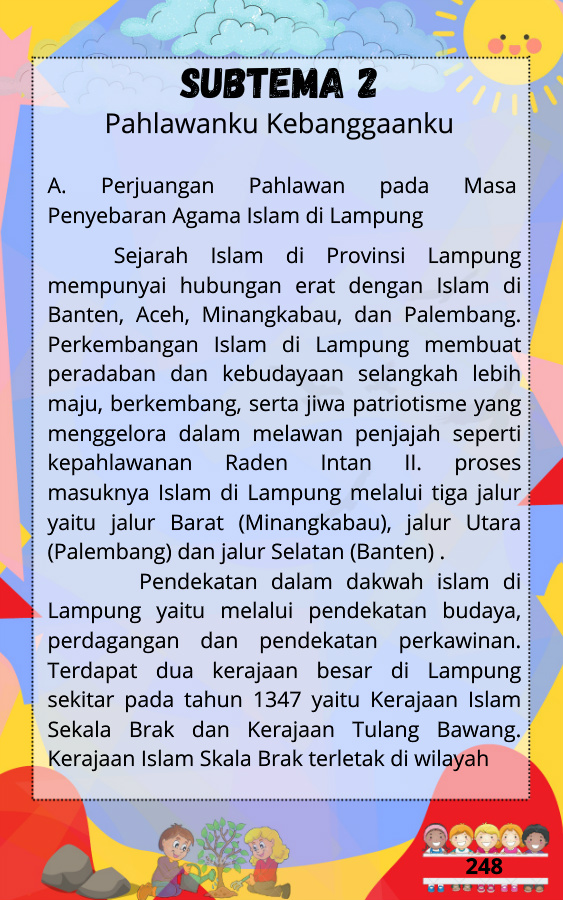 SUBTEMA 2
Pahlawanku Kebanggaanku
A. Perjuangan Pahlawan pada Masa
Penyebaran Agama Islam di Lampung
Sejarah Islam di Provinsi Lampung
mempunyai hubungan erat dengan Islam di
Banten, Aceh, Minangkabau, dan Palembang.
Perkembangan Islam di Lampung membuat
peradaban dan kebudayaan selangkah lebih
maju, berkembang, serta jiwa patriotisme yang
menggelora dalam melawan penjajah seperti
kepahlawanan Raden Intan II. proses
masuknya Islam di Lampung melalui tiga jalur
yaitu jalur Barat (Minangkabau), jalur Utara
(Palembang) dan jalur Selatan (Banten) .
Pendekatan dalam dakwah islam di
Lampung yaitu melalui pendekatan budaya,
perdagangan dan pendekatan perkawinan.
Terdapat dua kerajaan besar di Lampung
sekitar pada tahun 1347 yaitu Kerajaan Islam
Sekala Brak dan Kerajaan Tulang Bawang.
Kerajaan Islam Skala Brak terletak di wilayah
248